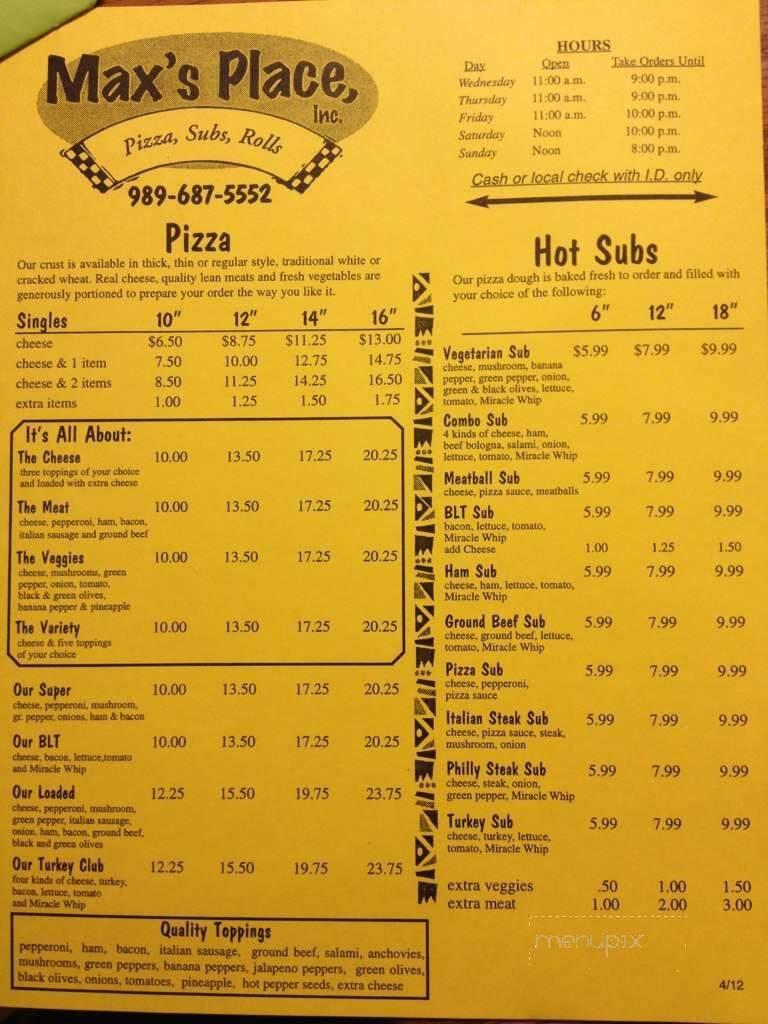 Max's Place,
Inc.
Pizza, Subs, Rolls
989-687-5552
HOURS
Day Open Take Orders Until
Wednesday 11:00 a.m. 9:00 p.m.
Thursday 11:00 a.m. 9:00 p.m.
Friday 11:00 a.m. 10:00 p.m.
Saturday Noon 10:00 p.m.
Sunday Noon 8:00 p.m.
Cash or local check with I.D. only
Pizza
Our crust is available in thick, thin or regular style, traditional white or
cracked wheat. Real cheese, quality lean meats and fresh vegetables are
generously portioned to prepare your order the way you like it.
Singles 10" 12" 14" 16"
cheese $6.50 $8.75 $11.25 $13.00
cheese & 1 item 7.50 10.00 12.75 14.75
cheese & 2 items 8.50 11.25 14.25 16.50
extra items 1.00 1.25 1.50 1.75
It's All About:
The Cheese 10.00 13.50 17.25 20.25
three toppings of your choice
and loaded with extra cheese
The Meat 10.00 13.50 17.25 20.25
cheese, pepperoni, ham, bacon,
italian sausage and ground beef
The Veggies 10.00 13.50 17.25 20.25
cheese, mushrooms, green
pepper, onion, tomato,
black & green olives,
banana pepper & pineapple
The Variety 10.00 13.50 17.25 20.25
cheese & five toppings
of your choice
Our Super 10.00 13.50 17.25 20.25
cheese, pepperoni, mushroom,
gr. pepper, onions, ham & bacon
Our BLT 10.00 13.50 17.25 20.25
cheese, bacon, lettuce,tomato
and Miracle Whip
Our Loaded 12.25 15.50 19.75 23.75
cheese, pepperoni, mushroom,
green pepper, italian sausage,
onion, ham, bacon, ground beef,
black and green olives
Our Turkey Club 12.25 15.50 19.75 23.75
four kinds of cheese, turkey,
bacon, lettuce, tomato
and Miracle Whip
Quality Toppings
pepperoni, ham, bacon, italian sausage, ground beef, salami, anchovies,
mushrooms, green peppers, banana peppers, jalapeno peppers, green olives,
black olives, onions, tomatoes, pineapple, hot pepper seeds, extra cheese
Hot Subs
Our pizza dough is baked fresh to order and filled with
your choice of the following:
6" 12" 18"
Vegetarian Sub $5.99 $7.99 $9.99
cheese, mushroom, banana
pepper, green pepper, onion,
green & black olives, lettuce,
tomato, Miracle Whip
Combo Sub 5.99 7.99 9.99
4 kinds of cheese, ham,
beef bologna, salami, onion,
lettuce, tomato, Miracle Whip
Meatball Sub 5.99 7.99 9.99
cheese, pizza sauce, meatballs
BLT Sub 5.99 7.99 9.99
bacon, lettuce, tomato,
Miracle Whip
add Cheese 1.00 1.25 1.50
Ham Sub 5.99 7.99 9.99
cheese, ham, lettuce, tomato,
Miracle Whip
Ground Beef Sub 5.99 7.99 9.99
cheese, ground beef, lettuce,
tomato, Miracle Whip
Pizza Sub 5.99 7.99 9.99
cheese, pepperoni,
pizza sauce
Italian Steak Sub 5.99 7.99 9.99
cheese, pizza sauce, steak,
mushroom, onion
Philly Steak Sub 5.99 7.99 9.99
cheese, steak, onion,
green pepper, Miracle Whip
Turkey Sub 5.99 7.99 9.99
cheese, turkey, lettuce,
tomato, Miracle Whip
extra veggies .50 1.00 1.50
extra meat 1.00 2.00 3.00
menupix
4/12